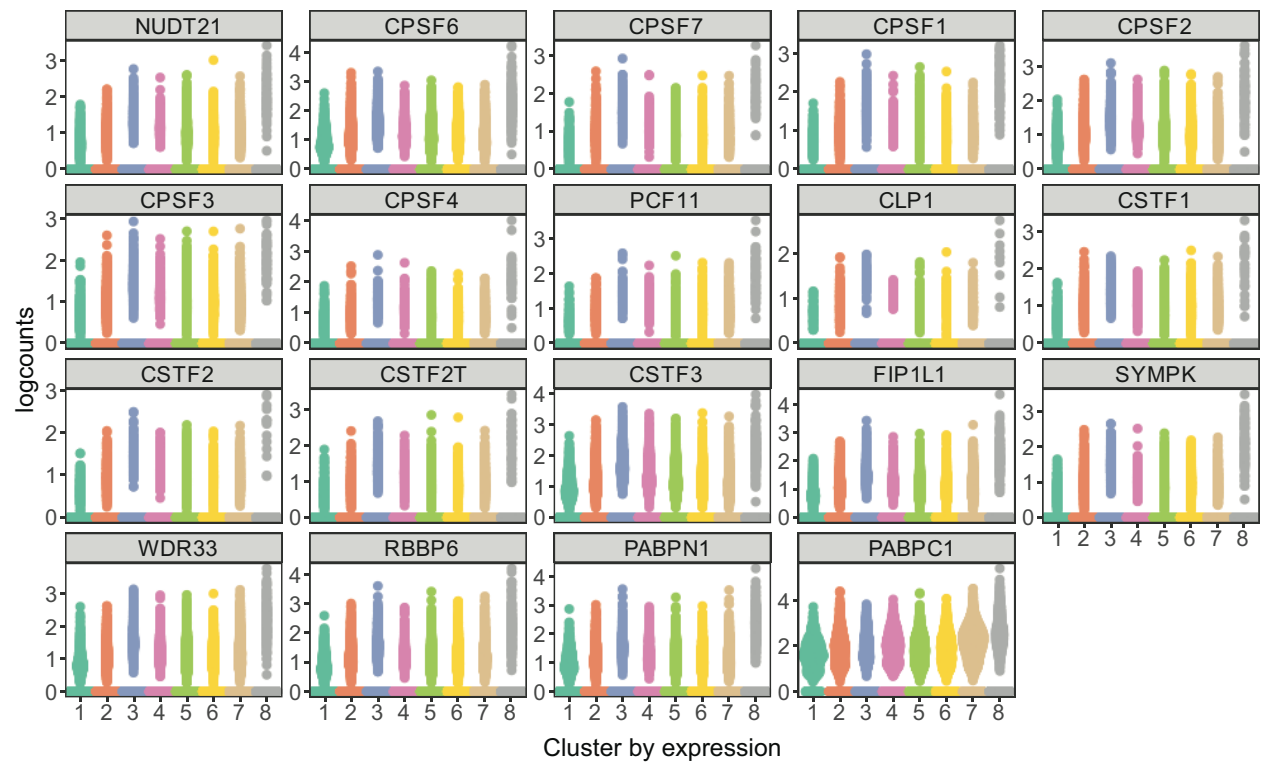 NUDT21 CPSF6 CPSF7 CPSF1 CPSF2
3 2 1 0 4 3 2 1 0 3 2 1 0 3 2 1 0 3 2 1 0
CPSF3 CPSF4 PCF11 CLP1 CSTF1
3 2 1 0 4 3 2 1 0 3 2 1 0 2 1 0 3 2 1 0
logcounts
CSTF2 CSTF2T CSTF3 FIP1L1 SYMPK
3 2 1 0 3 2 1 0 4 3 2 1 0 4 3 2 1 0 3 2 1 0
1 2 3 4 5 6 7 8
WDR33 RBBP6 PABPN1 PABPC1
3 2 1 0 4 3 2 1 0 4 3 2 1 0 4 2 0
1 2 3 4 5 6 7 8 1 2 3 4 5 6 7 8 1 2 3 4 5 6 7 8 1 2 3 4 5 6 7 8
Cluster by expression